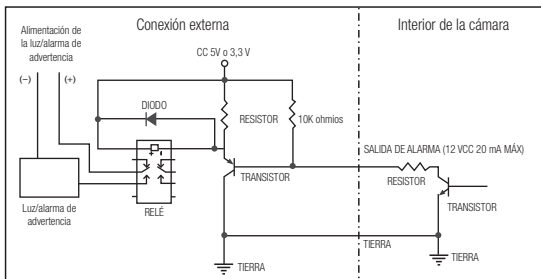 Conexión externa
Interior de la cámara
Alimentación de
la luz/alarma de
advertencia
(–)
(+)
CC 5V o 3,3 V
DIODO
RESISTOR
10K ohmios
SALIDA DE ALARMA (12 VCC 20 mA MÁX)
RESISTOR
TRANSISTOR
TRANSISTOR
RELÉ
Luz/alarma de
advertencia
TIERRA
TIERRA
TIERRA